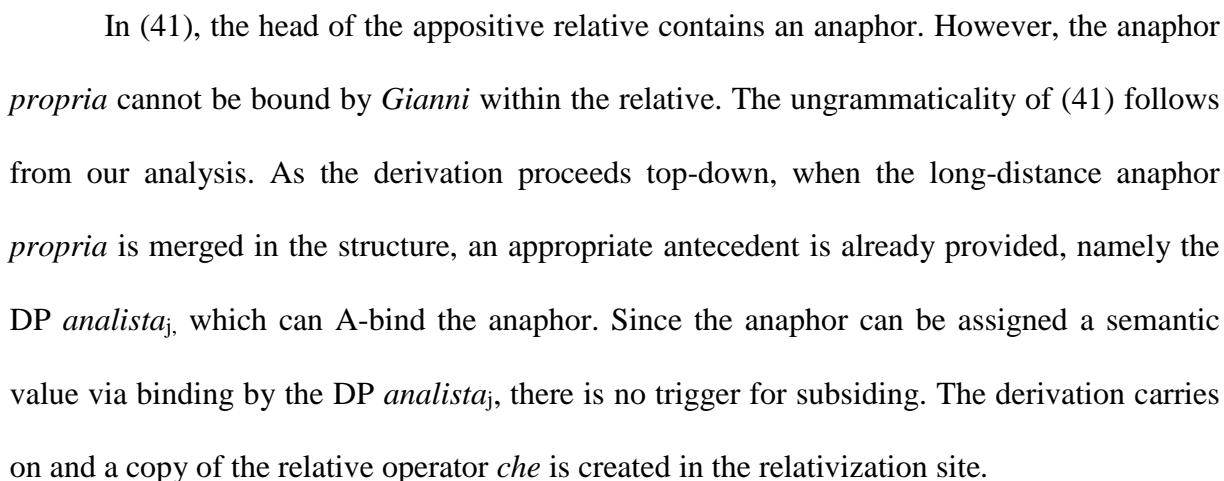 In (41), the head of the appositive relative contains an anaphor. However, the anaphor
propria cannot be bound by Gianni within the relative. The ungrammaticality of (41) follows
from our analysis. As the derivation proceeds top-down, when the long-distance anaphor
propria is merged in the structure, an appropriate antecedent is already provided, namely the
DP analistaj, which can A-bind the anaphor. Since the anaphor can be assigned a semantic
value via binding by the DP analistaj, there is no trigger for subsiding. The derivation carries
on and a copy of the relative operator che is created in the relativization site.